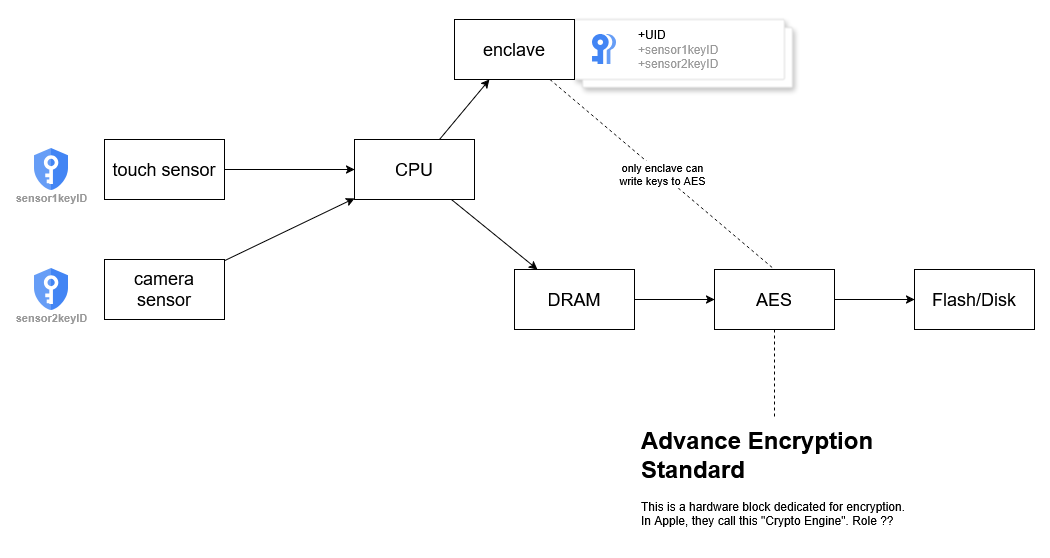 enclave
+UID
+sensor1keyID
+sensor2keyID
touch sensor
sensor1keyID
CPU
only enclave can
write keys to AES
camera
sensor
sensor2keyID
DRAM
AES
Flash/Disk
Advance Encryption
Standard
This is a hardware block dedicated for encryption.
In Apple, they call this "Crypto Engine". Role ??